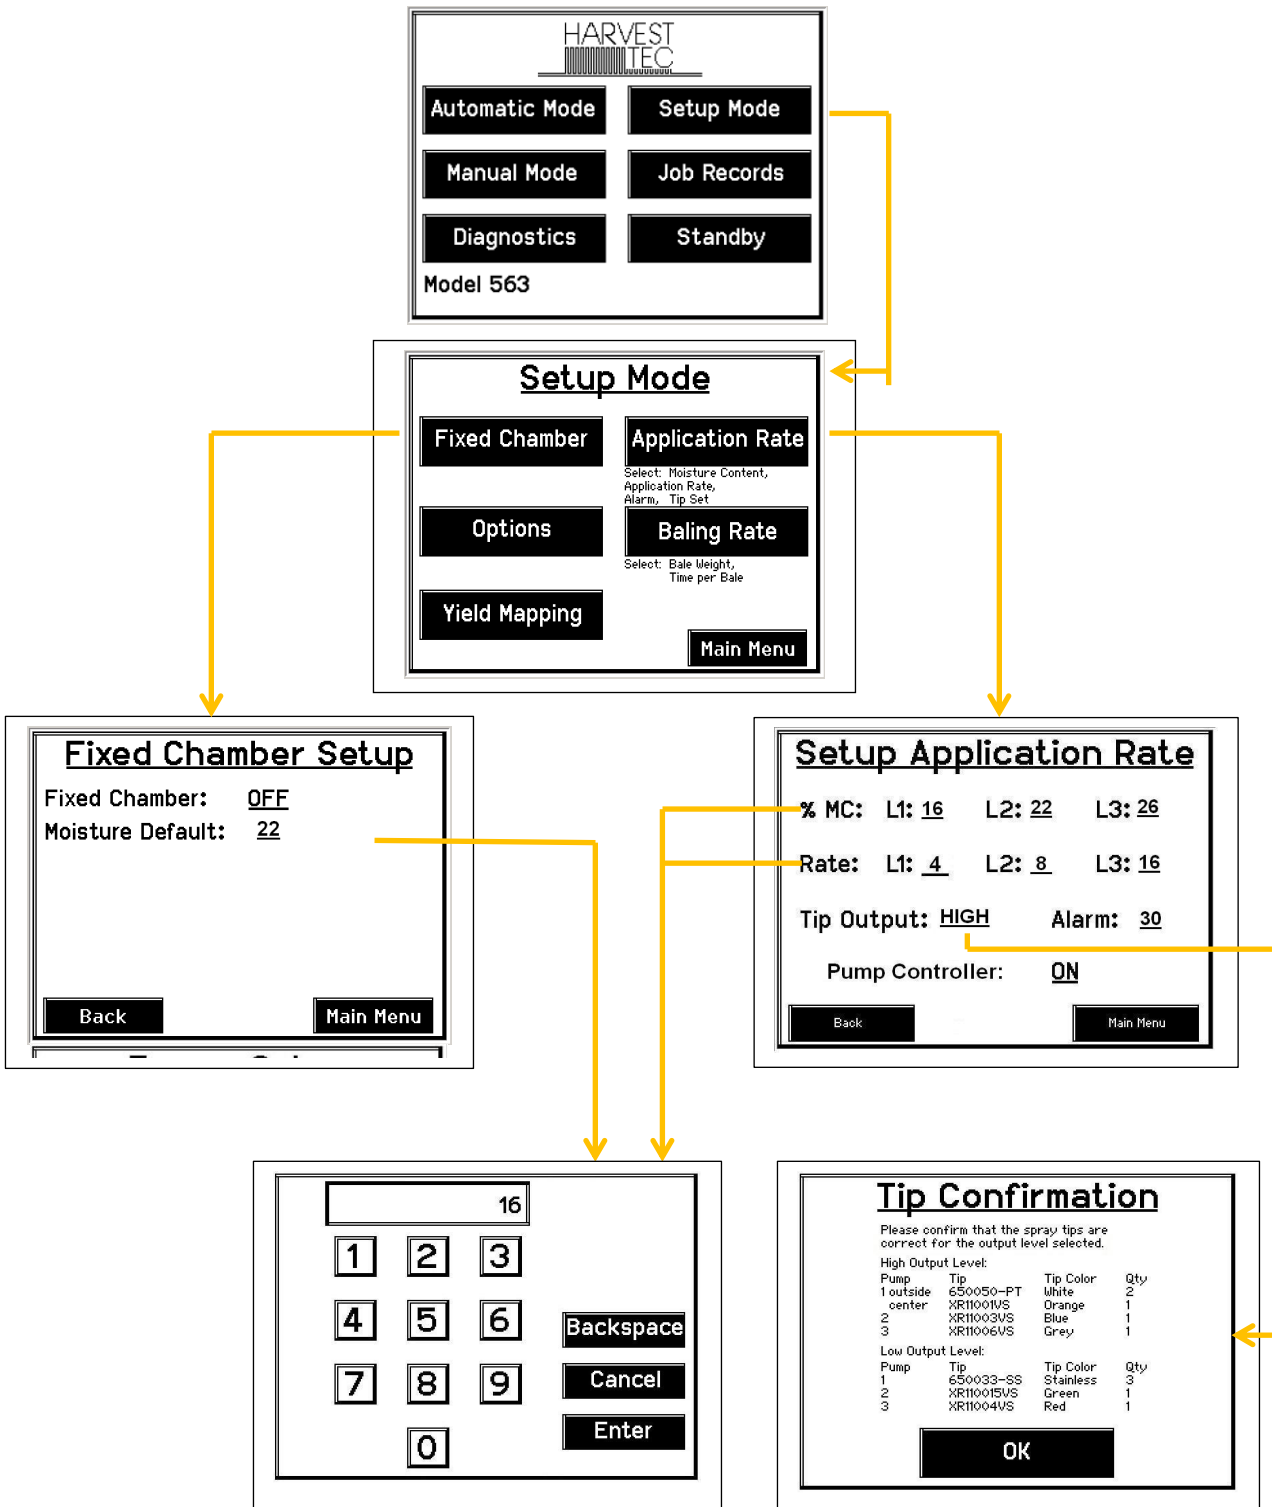 HARVEST
TEC
Automatic Mode
Setup Mode
Manual Mode
Job Records
Diagnostics
Standby
Model 563
Setup Mode
Fixed Chamber
Application Rate
Select: Moisture Content,
Application Rate,
Alarm, Tip Set
Options
Baling Rate
Select: Bale Weight,
Time per Bale
Yield Mapping
Main Menu
Fixed Chamber Setup
Fixed Chamber: OFF
Moisture Default: 22
Back
Main Menu
Setup Application Rate
% MC: L1: 16 L2: 22 L3: 26
Rate: L1: 4 L2: 8 L3: 16
Tip Output: HIGH Alarm: 30
Pump Controller: ON
Back
Main Menu
16
1 2 3
4 5 6
7 8 9
0
Backspace
Cancel
Enter
Tip Confirmation
Please confirm that the spray tips are
correct for the output level selected.
High Output Level:
Pump Tip Tip Color Qty
1 outside 650050-PT White 2
center XR11001VS Orange 1
2 XR11003VS Blue 1
3 XR11006VS Grey 1
Low Output Level:
Pump Tip Tip Color Qty
1 650033-SS Stainless 3
2 XR110015VS Green 1
3 XR11004VS Red 1
OK